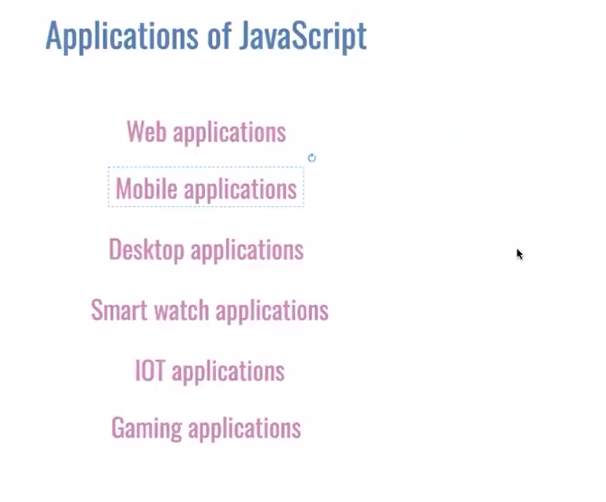 Applications of JavaScript
Web applications
Mobile applications
Desktop applications
Smart watch applications
IOT applications
Gaming applications